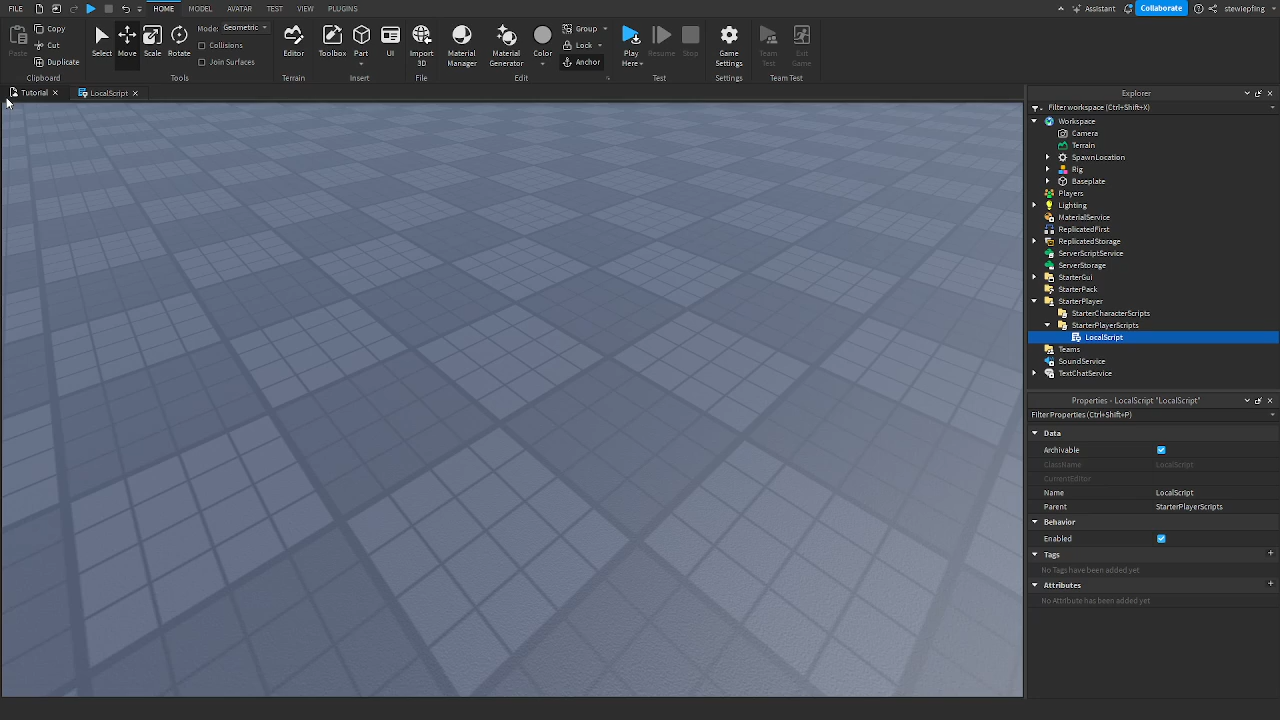 FILE HOME MODEL AVATAR TEST VIEW PLUGINS Assistant Collaborate stewiepfing
Copy Mode: Geometric Group
Cut Collisions Lock
Paste Duplicate Select Move Scale Rotate Join Surfaces Editor Toolbox Part UI Import 3D Material Manager Material Generator Color Anchor Play Here Resume Stop Game Settings Team Test Exit Game
Clipboard Tools Terrain Insert File Edit Test Settings Team Test
Tutorial LocalScript
Explorer
Filter workspace (Ctrl+Shift+X)
Workspace
Camera
Terrain
SpawnLocation
Rig
Baseplate
Players
Lighting
MaterialService
ReplicatedFirst
ReplicatedStorage
ServerScriptService
ServerStorage
StarterGui
StarterPack
StarterPlayer
StarterCharacterScripts
StarterPlayerScripts
LocalScript
Teams
SoundService
TextChatService
Properties - LocalScript "LocalScript"
Filter Properties (Ctrl+Shift+P)
Data
Archivable
ClassName LocalScript
CurrentEditor
Name LocalScript
Parent StarterPlayerScripts
Behavior
Enabled
Tags
No Tags have been added yet
Attributes
No Attribute has been added yet